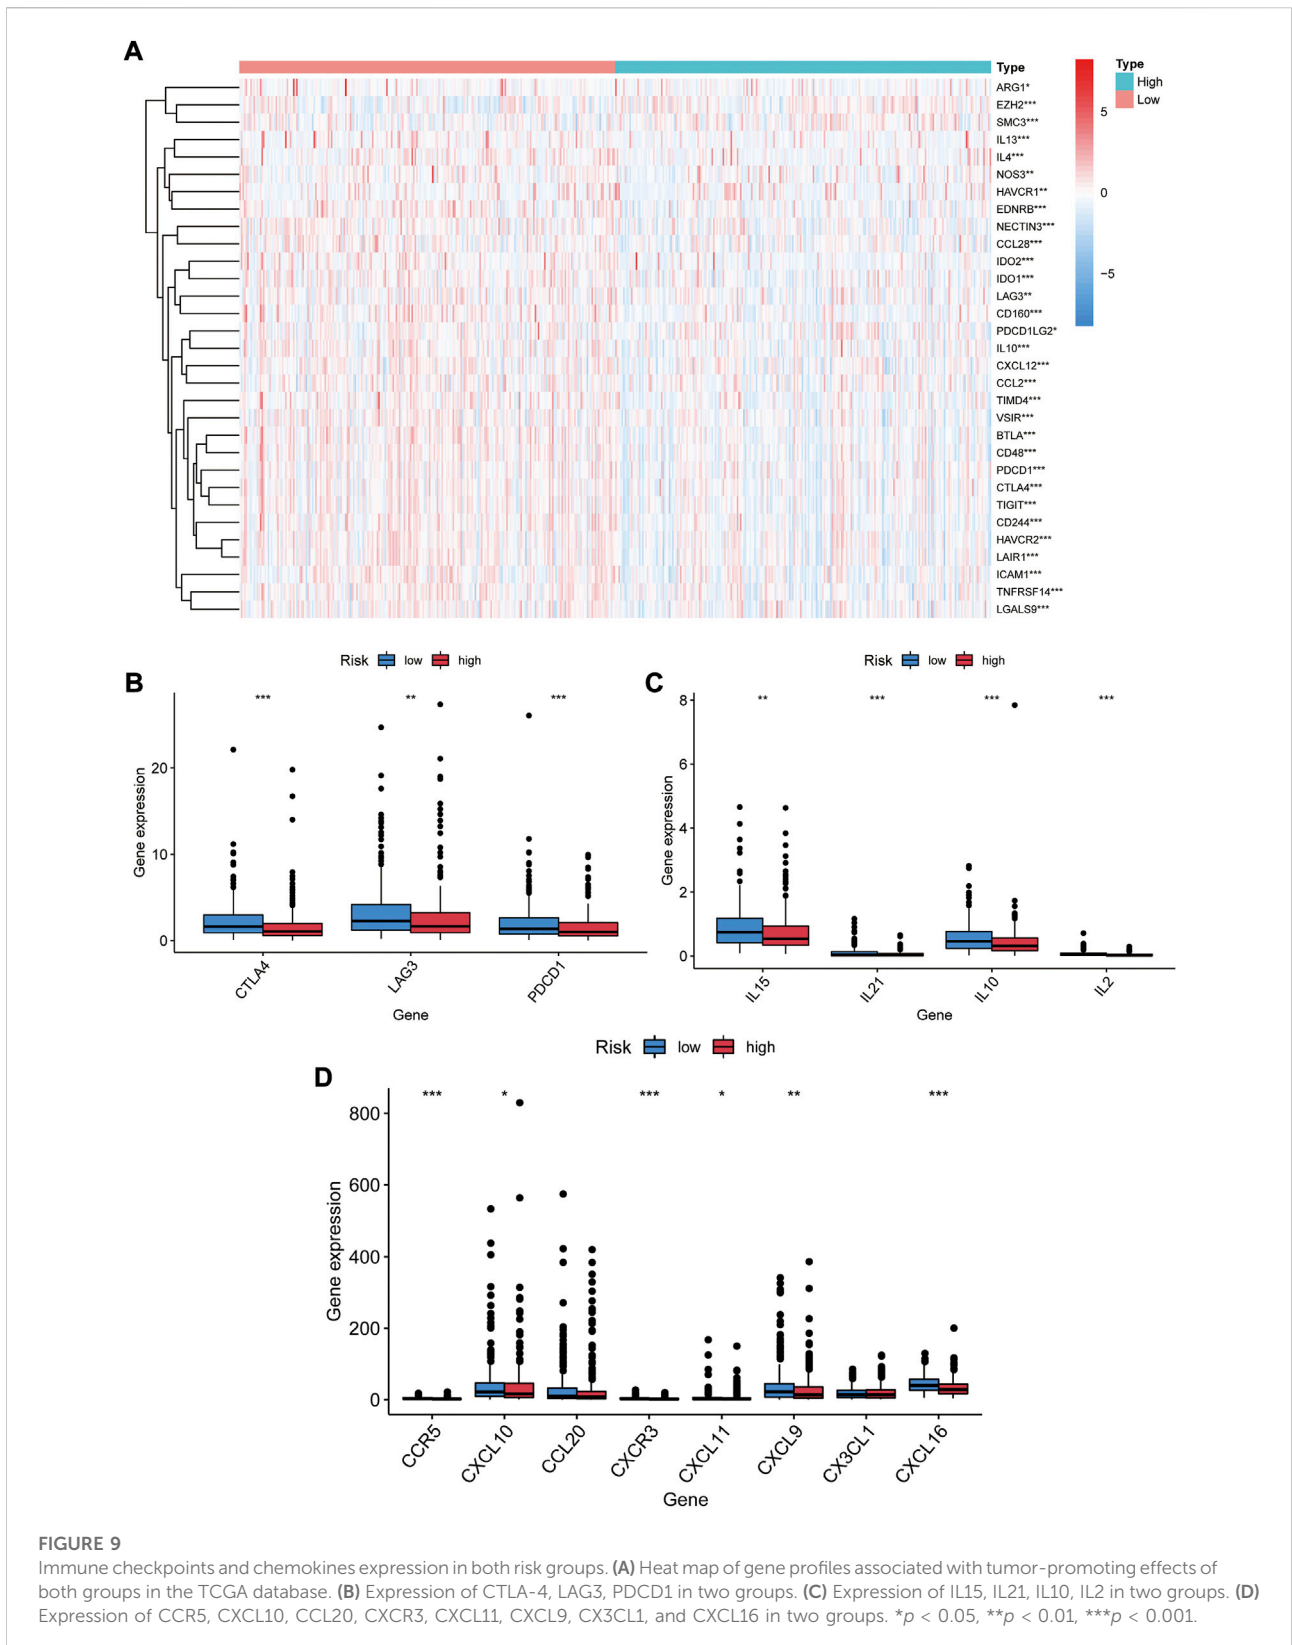 A
Type
ARG1*
EZH2***
SMC3***
IL13***
IL4***
NOS3**
HAVCR1**
EDNRB***
NECTIN3***
CCL28***
IDO2***
IDO1***
LAG3**
CD160***
PDCD1LG2*
IL10***
CXCL12***
CCL2***
TIMD4***
VSIR***
BTLA***
CD48***
PDCD1***
CTLA4***
TIGIT***
CD244***
HAVCR2***
LAIR1***
ICAM1***
TNFRSF14***
LGALS9***
5
0
−5
Type
High
Low
B
Risk low high
*** ** ***
Gene expression
20
10
0
CTLA4 LAG3 PDCD1
Gene
C
Risk low high
** *** *** ***
Gene expression
8
6
4
2
0
IL15 IL21 IL10 IL2
Gene
D
Risk low high
*** * *** * ** ***
Gene expression
800
600
400
200
0
CCR5 CXCL10 CCL20 CXCR3 CXCL11 CXCL9 CX3CL1 CXCL16
Gene
FIGURE 9
Immune checkpoints and chemokines expression in both risk groups. (A) Heat map of gene profiles associated with tumor-promoting effects of
both groups in the TCGA database. (B) Expression of CTLA-4, LAG3, PDCD1 in two groups. (C) Expression of IL15, IL21, IL10, IL2 in two groups. (D)
Expression of CCR5, CXCL10, CCL20, CXCR3, CXCL11, CXCL9, CX3CL1, and CXCL16 in two groups. *p < 0.05, **p < 0.01, ***p < 0.001.